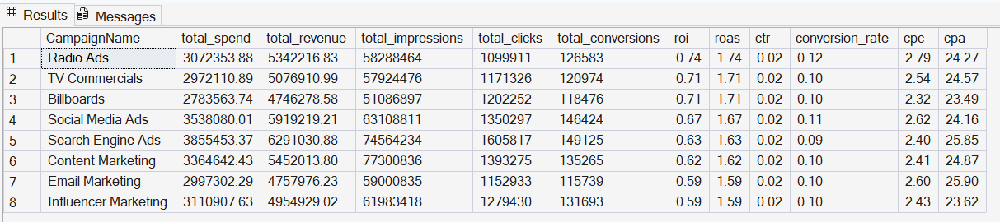 Results Messages
CampaignName total_spend total_revenue total_impressions total_clicks total_conversions roi roas ctr conversion_rate cpc cpa
1 Radio Ads 3072353.88 5342216.83 58288464 1099911 126583 0.74 1.74 0.02 0.12 2.79 24.27
2 TV Commercials 2972110.89 5076910.99 57924476 1171326 120974 0.71 1.71 0.02 0.10 2.54 24.57
3 Billboards 2783563.74 4746278.58 51086897 1202252 118476 0.71 1.71 0.02 0.10 2.32 23.49
4 Social Media Ads 3538080.01 5919219.21 63108811 1350297 146424 0.67 1.67 0.02 0.11 2.62 24.16
5 Search Engine Ads 3855453.37 6291030.88 74564234 1605817 149125 0.63 1.63 0.02 0.09 2.40 25.85
6 Content Marketing 3364642.43 5452013.80 77300836 1393275 135265 0.62 1.62 0.02 0.10 2.41 24.87
7 Email Marketing 2997302.29 4757976.23 59000835 1152933 115739 0.59 1.59 0.02 0.10 2.60 25.90
8 Influencer Marketing 3110907.63 4954929.02 61983418 1279430 131693 0.59 1.59 0.02 0.10 2.43 23.62